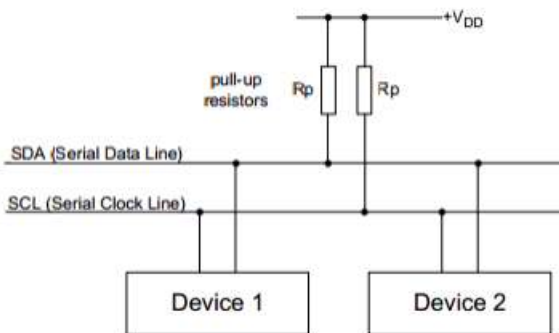 +VDD
pull-up
resistors
Rp
Rp
SDA (Serial Data Line)
SCL (Serial Clock Line)
Device 1
Device 2